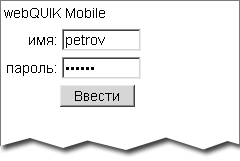 webQUIK Mobile
имя: petrov
пароль: ••••••
Ввести